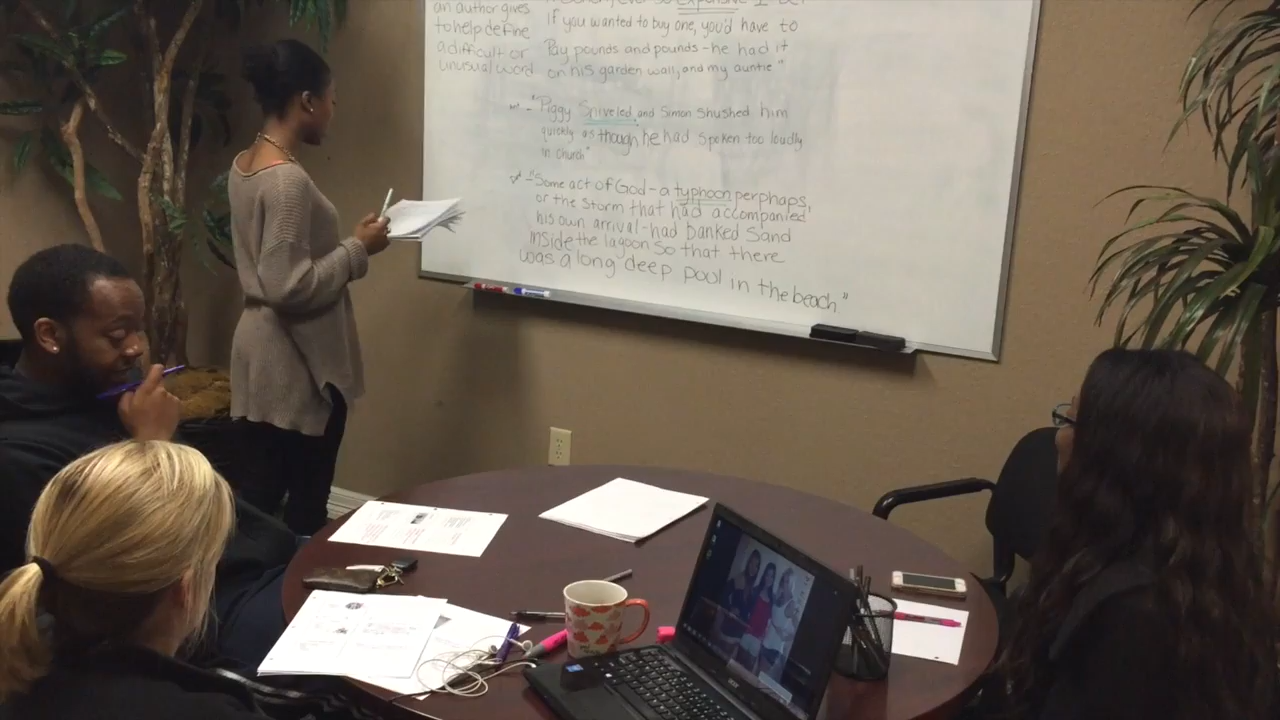 an author gives
to help define
a difficult or
unusual word
expensive I bet
if you wanted to buy one, you'd have to
Pay pounds and pounds - he had it
on his garden wall, and my auntie"
- "Piggy Sniveled and Simon shushed him
quickly as though he had spoken too loudly
in church"
- "Some act of God - a typhoon perphaps,
or the storm that had accompanied
his own arrival - had banked sand
inside the lagoon so that there
was a long deep pool in the beach"
acer